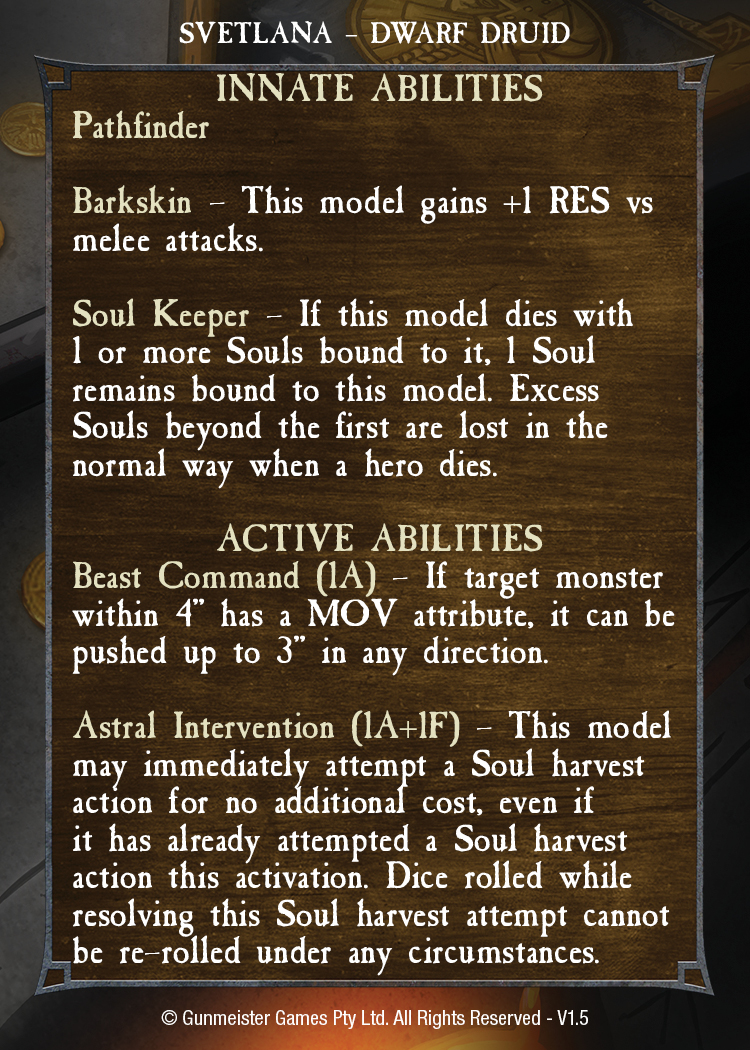 SVETLANA – DWARF DRUID
INNATE ABILITIES
Pathfinder
Barkskin – This model gains +1 RES vs
melee attacks.
Soul Keeper – If this model dies with
1 or more Souls bound to it, 1 Soul
remains bound to this model. Excess
Souls beyond the first are lost in the
normal way when a hero dies.
ACTIVE ABILITIES
Beast Command (1A) – If target monster
within 4” has a MOV attribute, it can be
pushed up to 3” in any direction.
Astral Intervention (1A+1F) – This model
may immediately attempt a Soul harvest
action for no additional cost, even if
it has already attempted a Soul harvest
action this activation. Dice rolled while
resolving this Soul harvest attempt cannot
be re-rolled under any circumstances.
© Gunmeister Games Pty Ltd. All Rights Reserved - V1.5